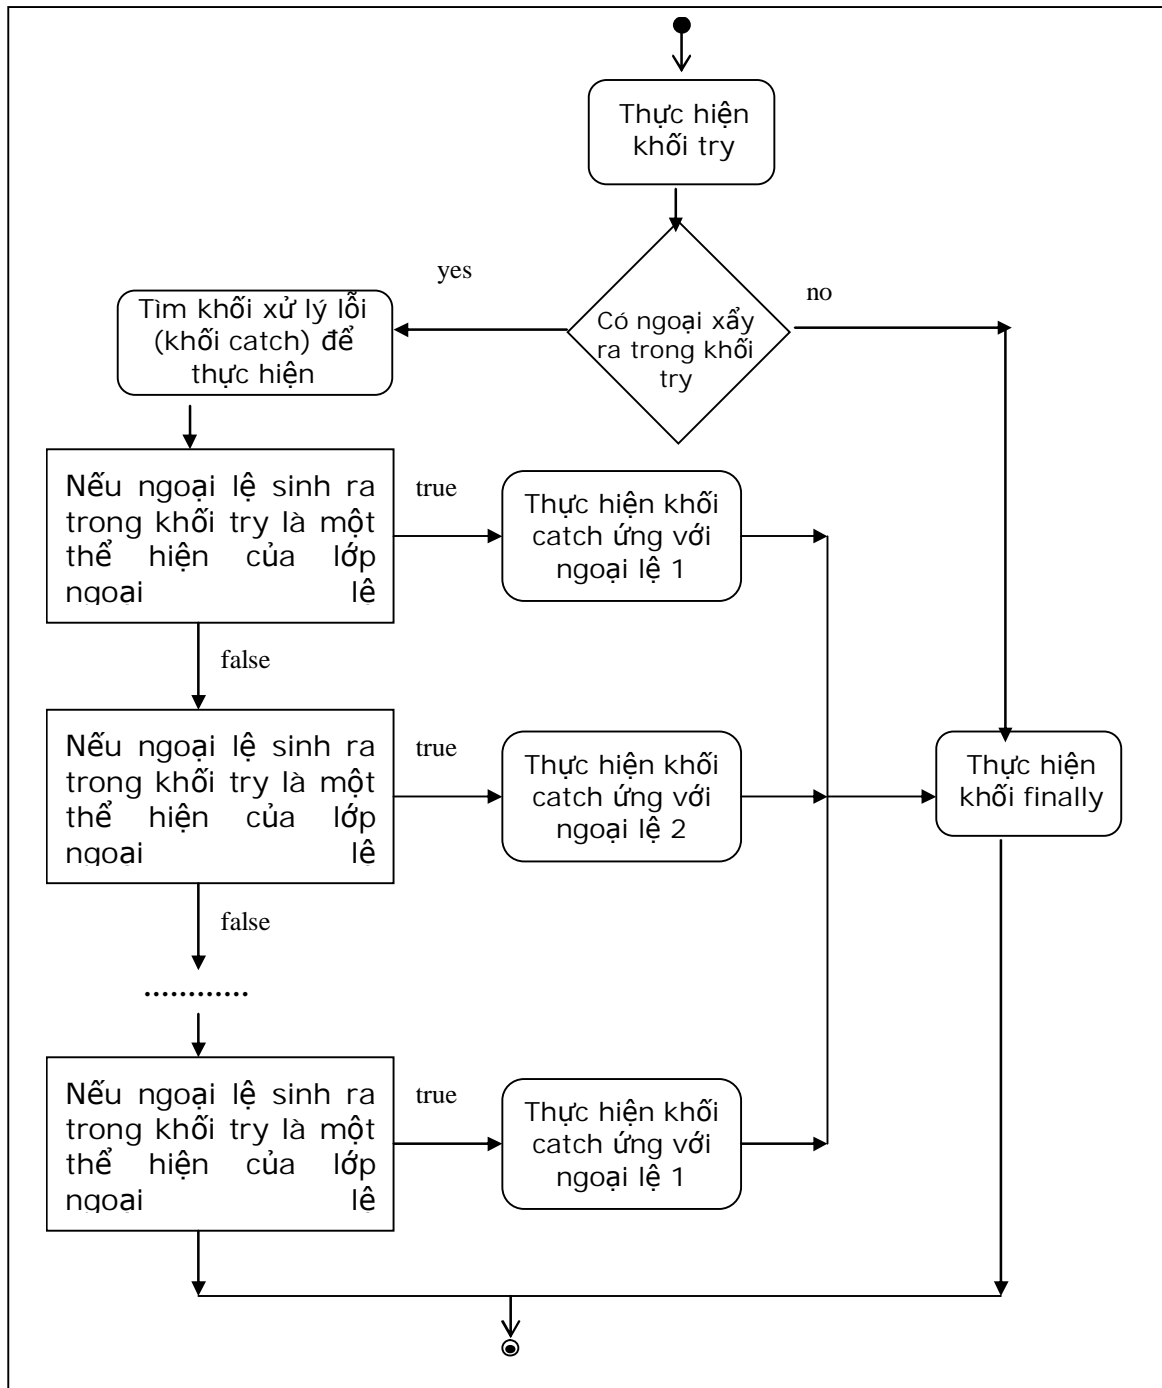 Thực hiện
khối try
yes
no
Có ngoại xẩy
ra trong khối
try
Tìm khối xử lý lỗi
(khối catch) để
thực hiện
Nếu ngoại lệ sinh ra
trong khối try là một
thể hiện của lớp
ngoại lệ
true
Thực hiện khối
catch ứng với
ngoại lệ 1
false
Nếu ngoại lệ sinh ra
trong khối try là một
thể hiện của lớp
ngoại lệ
true
Thực hiện khối
catch ứng với
ngoại lệ 2
Thực hiện
khối finally
false
............
Nếu ngoại lệ sinh ra
trong khối try là một
thể hiện của lớp
ngoại lệ
true
Thực hiện khối
catch ứng với
ngoại lệ 1